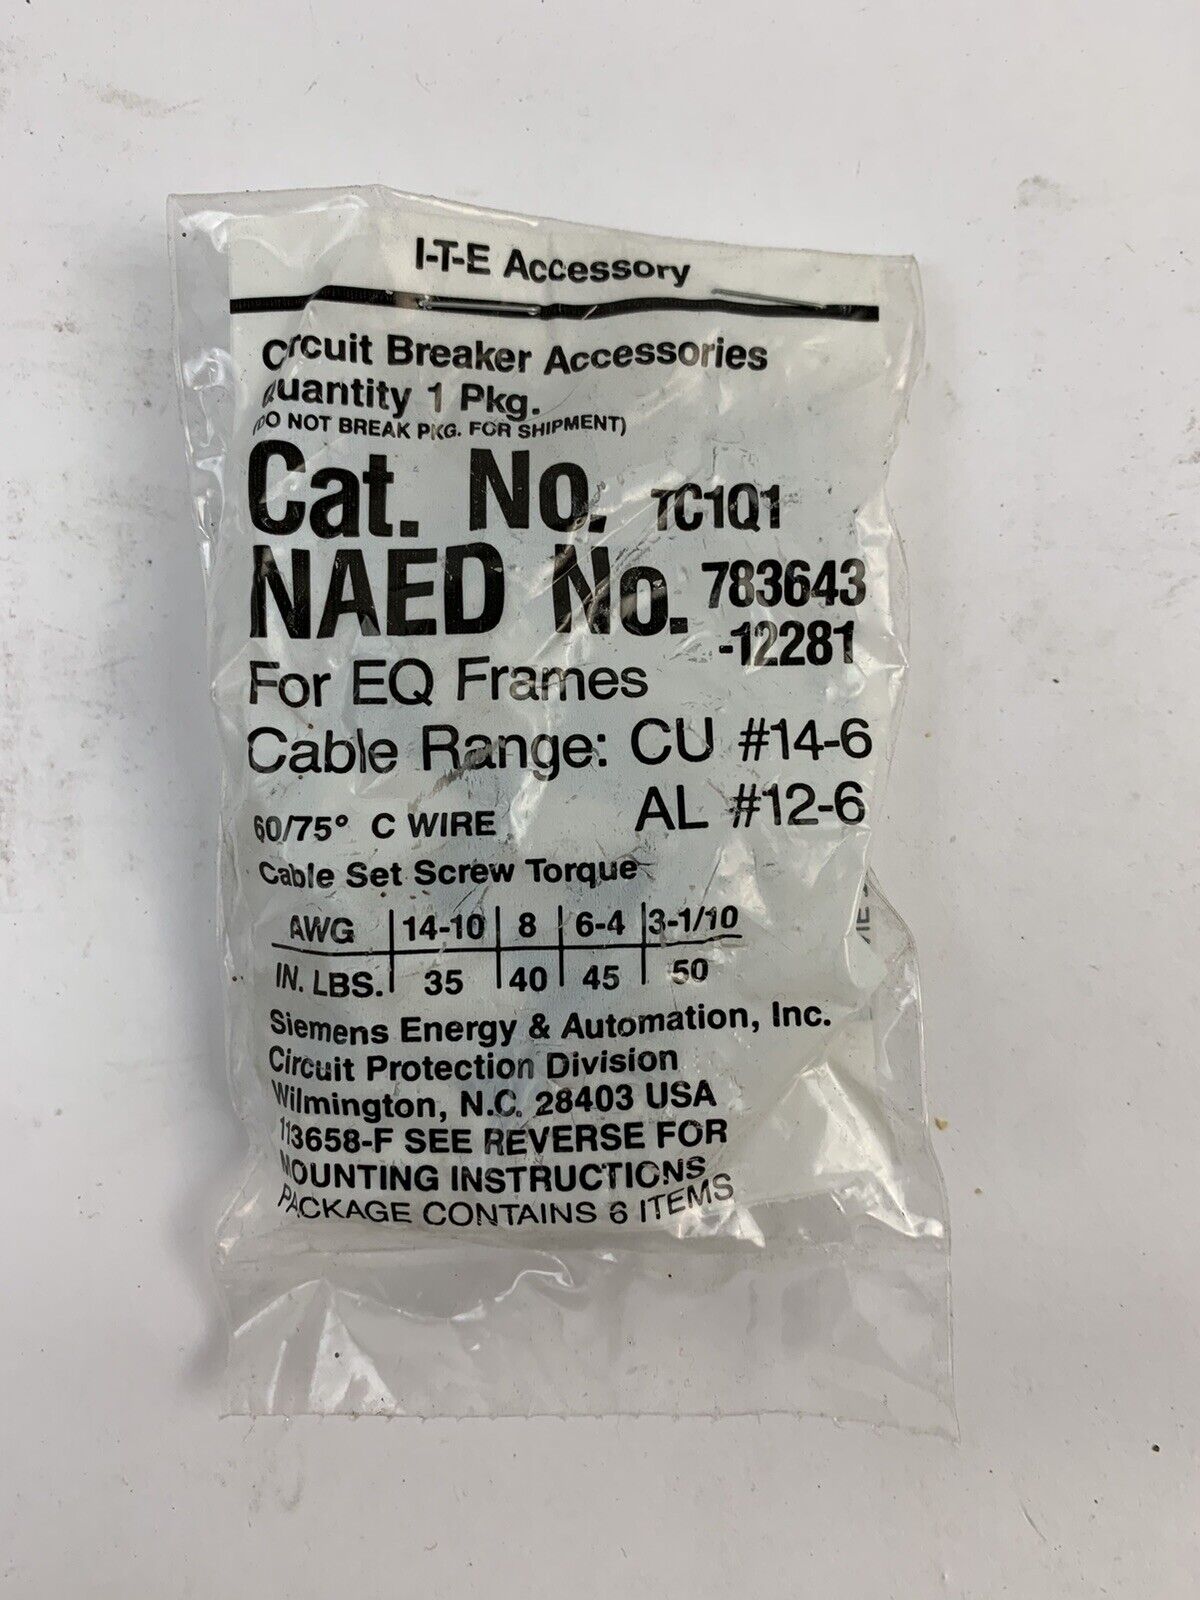 I-T-E Accessory
Circuit Breaker Accessories
Quantity 1 Pkg.
(DO NOT BREAK PKG. FOR SHIPMENT)
Cat. No. TC1Q1
NAED No. 783643
-12281
For EQ Frames
Cable Range: CU #14-6
AL #12-6
60/75° C WIRE
Cable Set Screw Torque
AWG 14-10 8 6-4 3-1/10
IN. LBS. 35 40 45 50
Siemens Energy & Automation, Inc.
Circuit Protection Division
Wilmington, N.C. 28403 USA
113658-F SEE REVERSE FOR
MOUNTING INSTRUCTIONS
PACKAGE CONTAINS 6 ITEMS